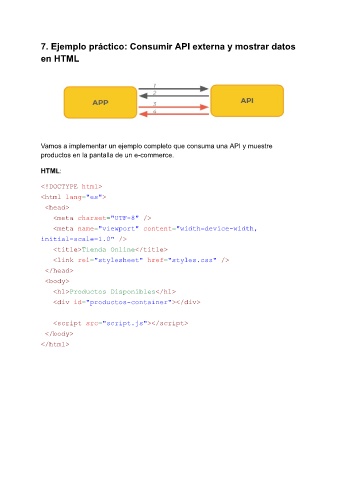 7. Ejemplo práctico: Consumir API externa y mostrar datos
en HTML
1
2
APP
API
3
4
Vamos a implementar un ejemplo completo que consuma una API y muestre
productos en la pantalla de un e-commerce.
HTML:
<!DOCTYPE html>
<html lang="es">
<head>
<meta charset="UTF-8" />
<meta name="viewport" content="width=device-width,
initial-scale=1.0" />
<title>Tienda Online</title>
<link rel="stylesheet" href="styles.css" />
</head>
<body>
<h1>Productos Disponibles</h1>
<div id="productos-container"></div>
<script src="script.js"></script>
</body>
</html>